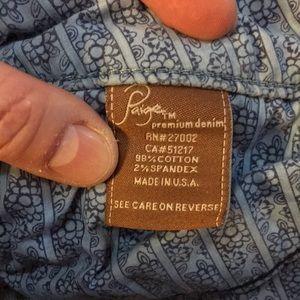 Paige™
premium denim
RN#27002
CA#51217
98%COTTON
2%SPANDEX
MADE IN U.S.A.
SEE CARE ON REVERSE